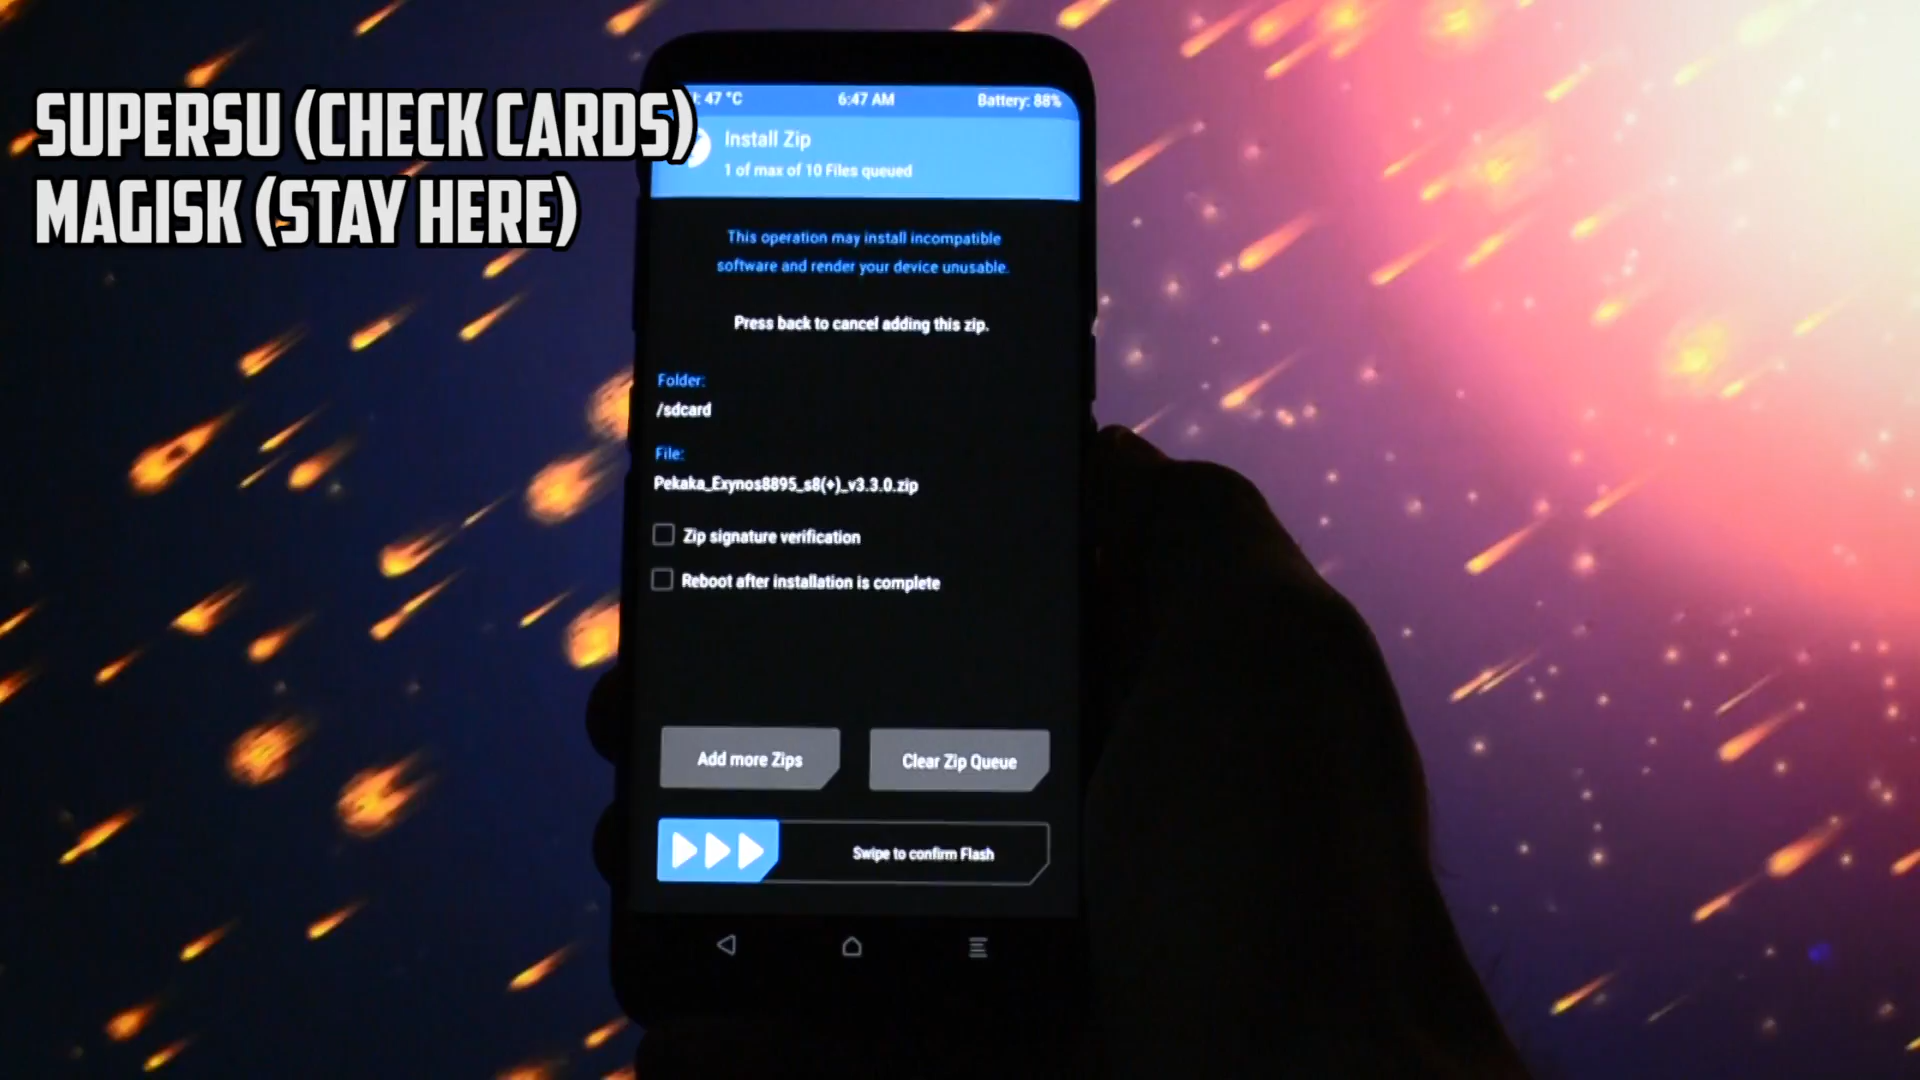 SUPERSU (CHECK CARDS)
MAGISK (STAY HERE)
: 47 °C
6:47 AM
Battery: 88%
Install Zip
1 of max of 10 Files queued
This operation may install incompatible
software and render your device unusable.
Press back to cancel adding this zip.
Folder:
/sdcard
File:
Pekaka_Exynos8895_s8(+)_v3.3.0.zip
Zip signature verification
Reboot after installation is complete
Add more Zips
Clear Zip Queue
Swipe to confirm Flash